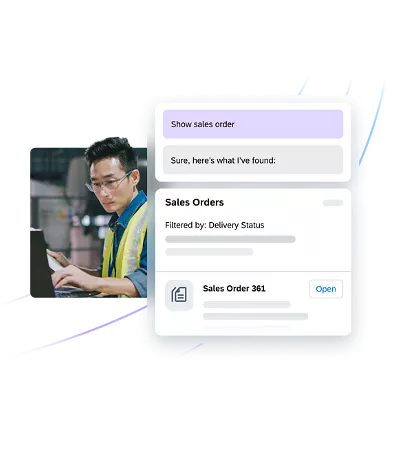 Show sales order
Sure, here's what I've found:
Sales Orders
Filtered by: Delivery Status
Sales Order 361
Open